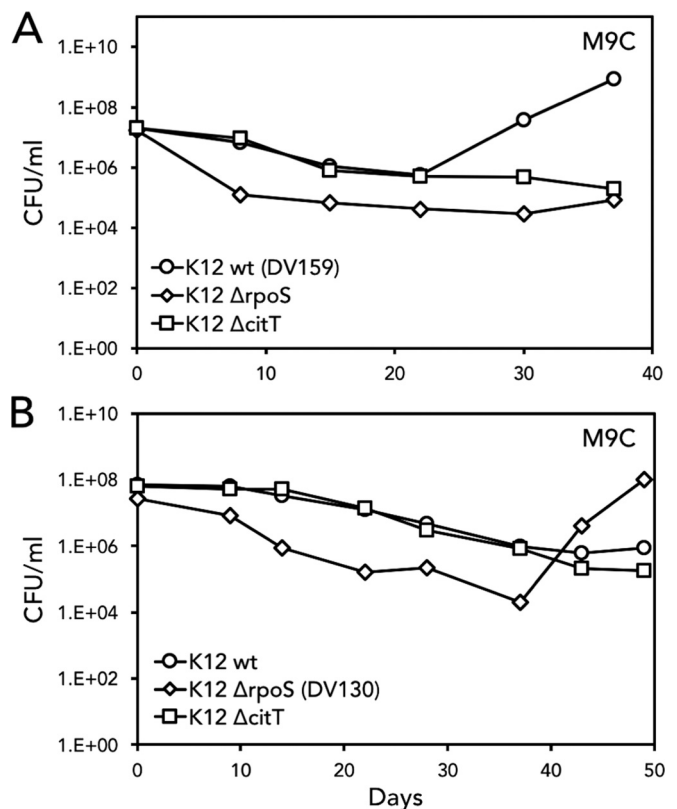 A
M9C
1.E+10
1.E+08
1.E+06
1.E+04
1.E+02
1.E+00
CFU/ml
K12 wt (DV159)
K12 ΔrpoS
K12 ΔcitT
0 10 20 30 40
B
M9C
1.E+10
1.E+08
1.E+06
1.E+04
1.E+02
1.E+00
CFU/ml
K12 wt
K12 ΔrpoS (DV130)
K12 ΔcitT
0 10 20 30 40 50
Days